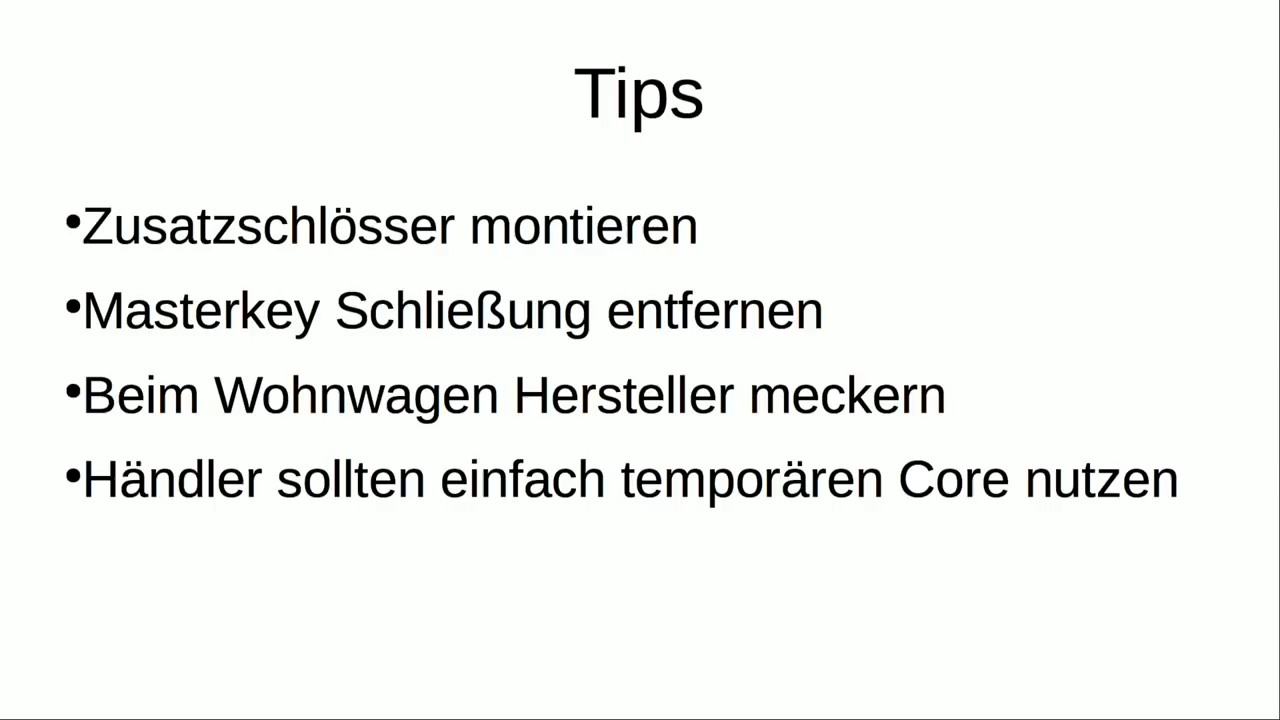 Tips
•Zusatzschlösser montieren
•Masterkey Schließung entfernen
•Beim Wohnwagen Hersteller meckern
•Händler sollten einfach temporären Core nutzen